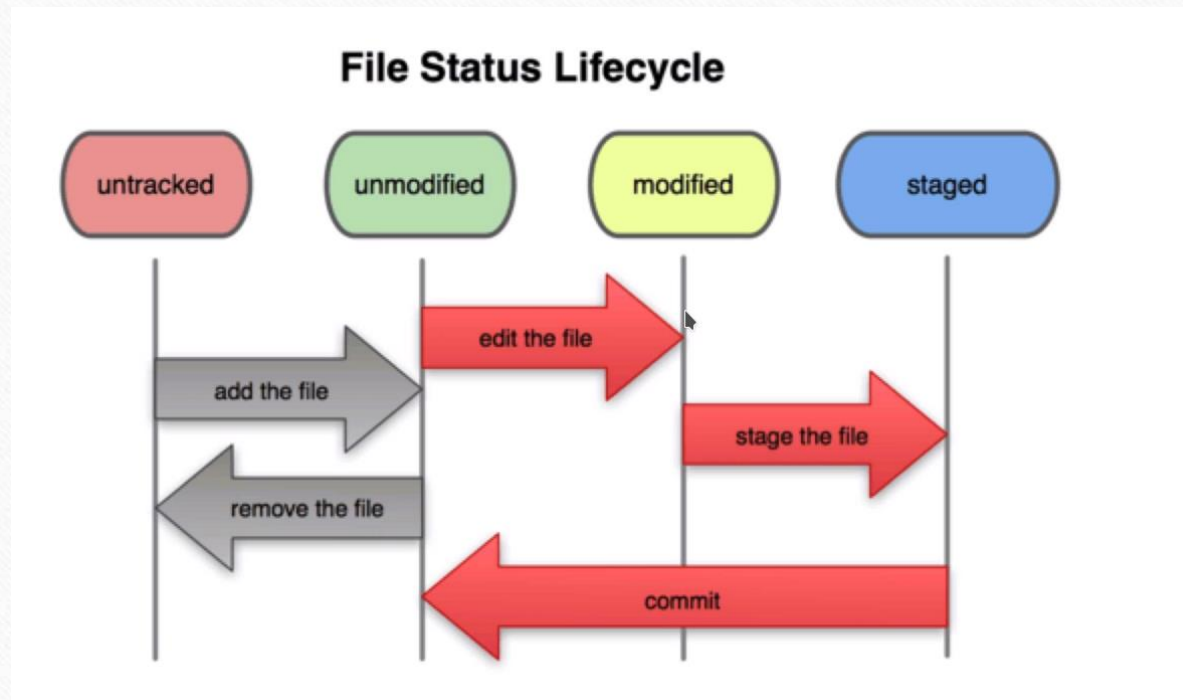 File Status Lifecycle
untracked
unmodified
modified
staged
edit the file
add the file
stage the file
remove the file
commit